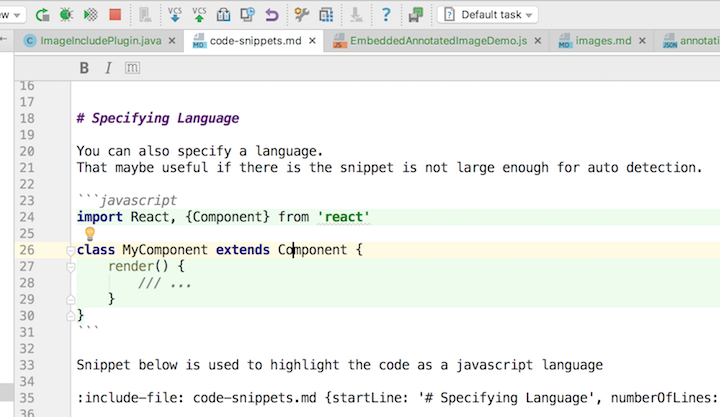 ew VCS VCS ? Default task
ImageIncludePlugin.java code-snippets.md EmbeddedAnnotatedImageDemo.js images.md annotati
B I m
16
17
18 # Specifying Language
19
20 You can also specify a language.
21 That maybe useful if there is the snippet is not large enough for auto detection.
22
23 ```javascript
24 import React, {Component} from 'react'
25
26 class MyComponent extends Component {
27 render() {
28 /// ...
29 }
30 }
31 ```
32
33 Snippet below is used to highlight the code as a javascript language
34
35 :include-file: code-snippets.md {startLine: '# Specifying Language', numberOfLines: